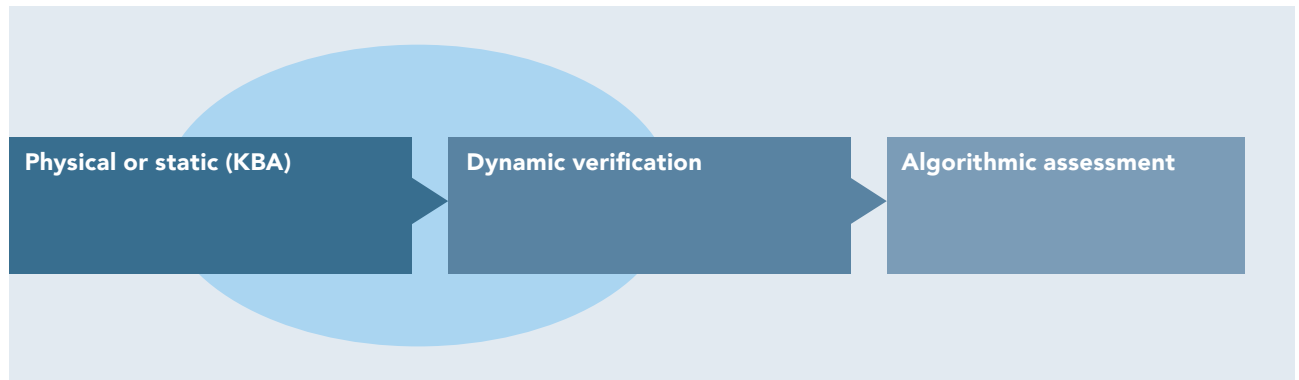 Physical or static (KBA)
Dynamic verification
Algorithmic assessment